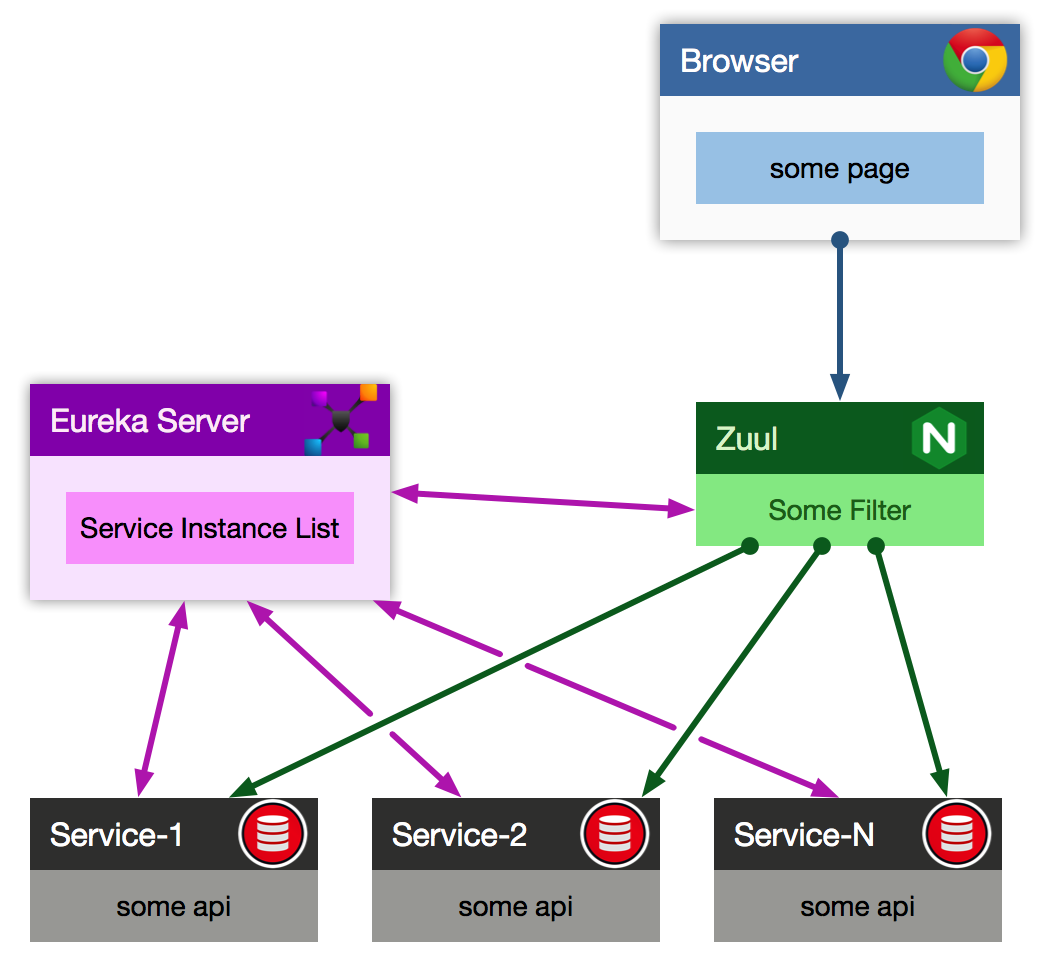 Browser
some page
Eureka Server
Service Instance List
Zuul
N
Some Filter
Service-1
some api
Service-2
some api
Service-N
some api